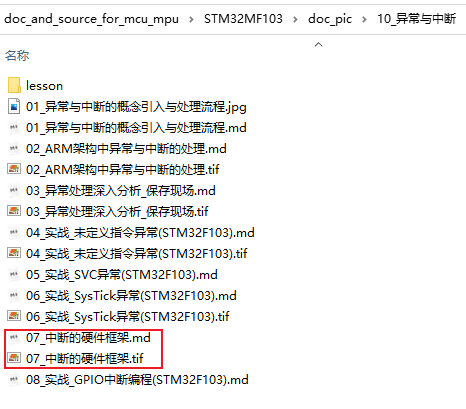 doc_and_source_for_mcu_mpu > STM32MF103 > doc_pic > 10_异常与中断
名称
lesson
01_异常与中断的概念引入与处理流程.jpg
01_异常与中断的概念引入与处理流程.md
02_ARM架构中异常与中断的处理.md
02_ARM架构中异常与中断的处理.tif
03_异常处理深入分析_保存现场.md
03_异常处理深入分析_保存现场.tif
04_实战_未定义指令异常(STM32F103).md
04_实战_未定义指令异常(STM32F103).tif
05_实战_SVC异常(STM32F103).md
06_实战_SysTick异常(STM32F103).md
06_实战_SysTick异常(STM32F103).tif
07_中断的硬件框架.md
07_中断的硬件框架.tif
08_实战_GPIO中断编程(STM32F103).md